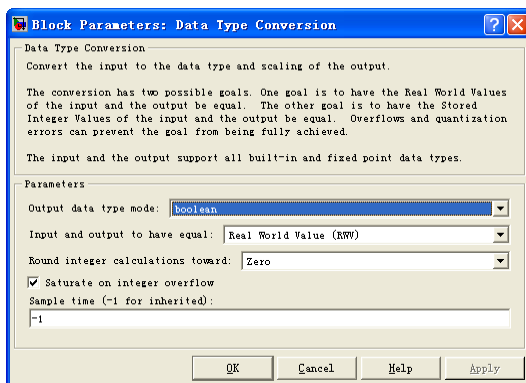 Block Parameters: Data Type Conversion
Data Type Conversion
Convert the input to the data type and scaling of the output.
The conversion has two possible goals. One goal is to have the Real World Values
of the input and the output be equal. The other goal is to have the Stored
Integer Values of the input and the output be equal. Overflows and quantization
errors can prevent the goal from being fully achieved.
The input and the output support all built-in and fixed point data types.
Parameters
Output data type mode: boolean
Input and output to have equal: Real World Value (RWV)
Round integer calculations toward: Zero
Saturate on integer overflow
Sample time (-1 for inherited):
-1
OK Cancel Help Apply